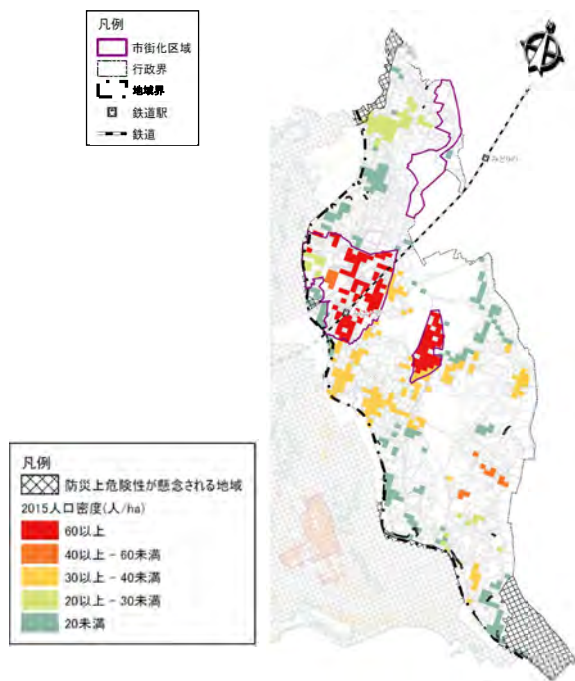 凡例
市街化区域
行政界
地域界
鉄道駅
鉄道
みどりの
凡例
防災上危険性が懸念される地域
2015人口密度(人/ha)
60以上
40以上 - 60未満
30以上 - 40未満
20以上 - 30未満
20未満